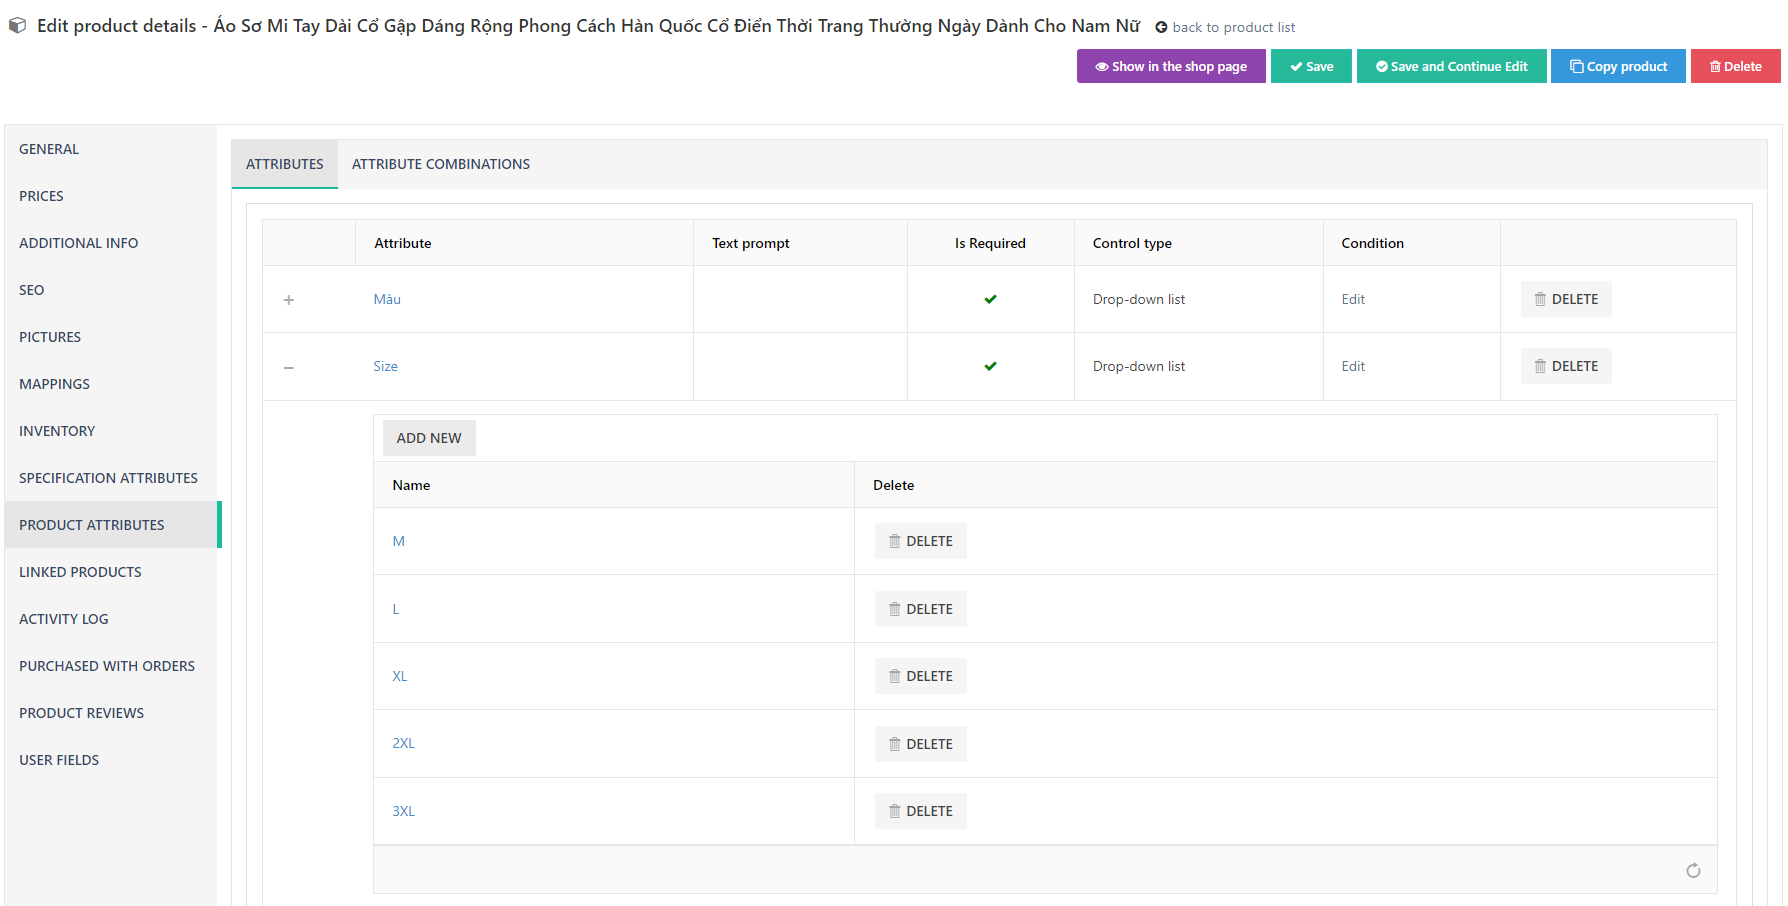 Edit product details - Áo Sơ Mi Tay Dài Cổ Gập Dáng Rộng Phong Cách Hàn Quốc Cổ Điển Thời Trang Thường Ngày Dành Cho Nam Nữ back to product list
Show in the shop page Save Save and Continue Edit Copy product Delete
GENERAL
PRICES
ADDITIONAL INFO
SEO
PICTURES
MAPPINGS
INVENTORY
SPECIFICATION ATTRIBUTES
PRODUCT ATTRIBUTES
LINKED PRODUCTS
ACTIVITY LOG
PURCHASED WITH ORDERS
PRODUCT REVIEWS
USER FIELDS
ATTRIBUTES ATTRIBUTE COMBINATIONS
Attribute Text prompt Is Required Control type Condition
Màu Drop-down list Edit DELETE
Size Drop-down list Edit DELETE
ADD NEW
Name Delete
M DELETE
L DELETE
XL DELETE
2XL DELETE
3XL DELETE